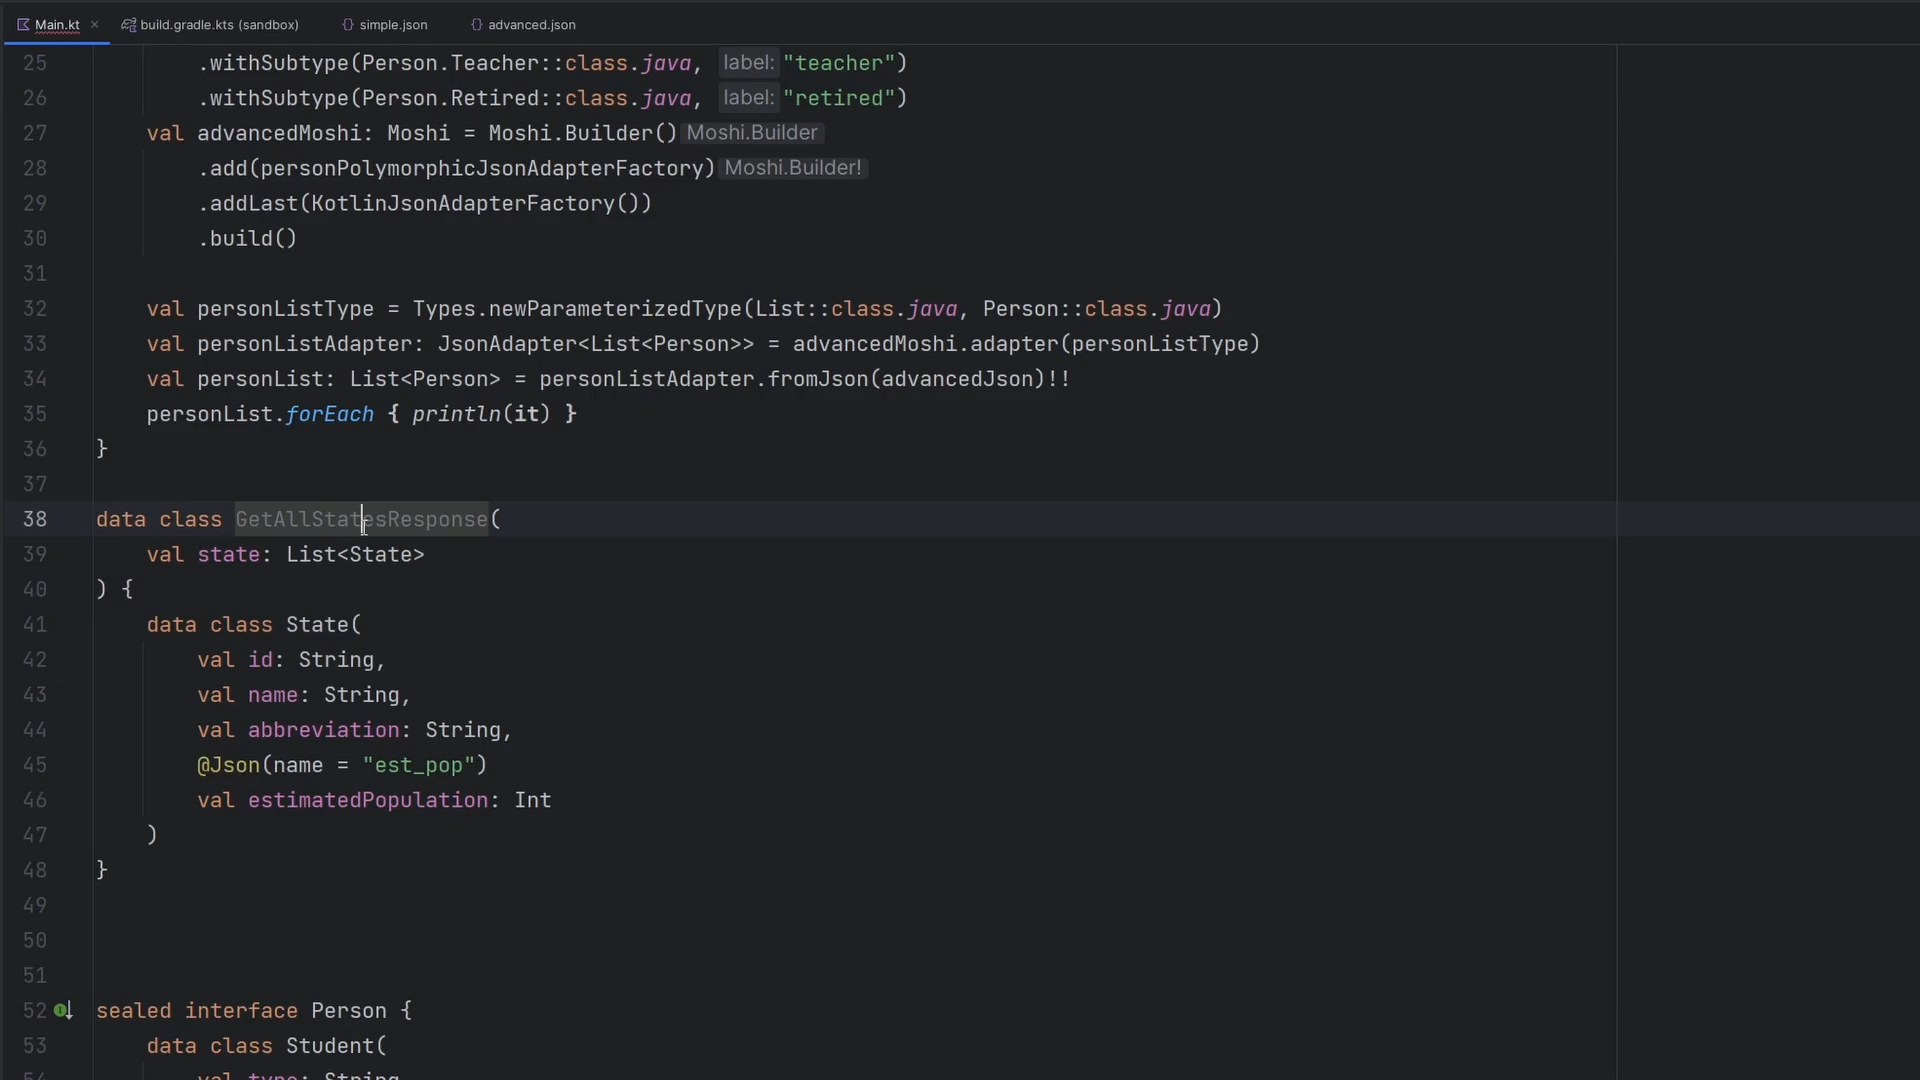 Main.kt × build.gradle.kts (sandbox) {} simple.json {} advanced.json
25 .withSubtype(Person.Teacher::class.java, label: "teacher")
26 .withSubtype(Person.Retired::class.java, label: "retired")
27 val advancedMoshi: Moshi = Moshi.Builder() Moshi.Builder
28 .add(personPolymorphicJsonAdapterFactory) Moshi.Builder!
29 .addLast(KotlinJsonAdapterFactory())
30 .build()
31
32 val personListType = Types.newParameterizedType(List::class.java, Person::class.java)
33 val personListAdapter: JsonAdapter<List<Person>> = advancedMoshi.adapter(personListType)
34 val personList: List<Person> = personListAdapter.fromJson(advancedJson)!!
35 personList.forEach { println(it) }
36 }
37
38 data class GetAllStatesResponse(
39 val state: List<State>
40 ) {
41 data class State(
42 val id: String,
43 val name: String,
44 val abbreviation: String,
45 @Json(name = "est_pop")
46 val estimatedPopulation: Int
47 )
48 }
49
50
51
52 sealed interface Person {
53 data class Student(
54 val type: String